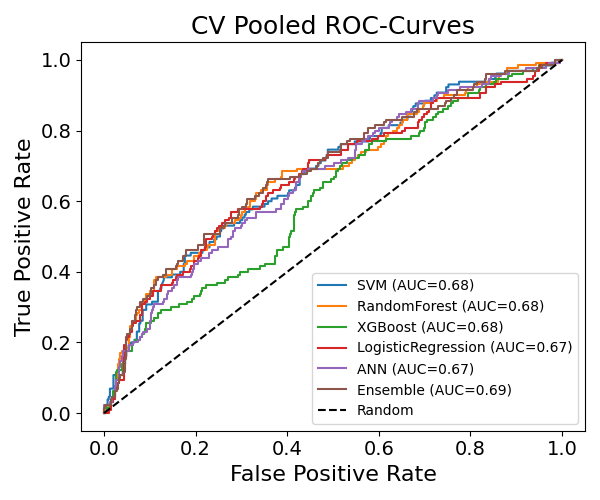 CV Pooled ROC-Curves
True Positive Rate
1.0
0.8
0.6
0.4
0.2
0.0
SVM (AUC=0.68)
RandomForest (AUC=0.68)
XGBoost (AUC=0.68)
LogisticRegression (AUC=0.67)
ANN (AUC=0.67)
Ensemble (AUC=0.69)
Random
0.0 0.2 0.4 0.6 0.8 1.0
False Positive Rate